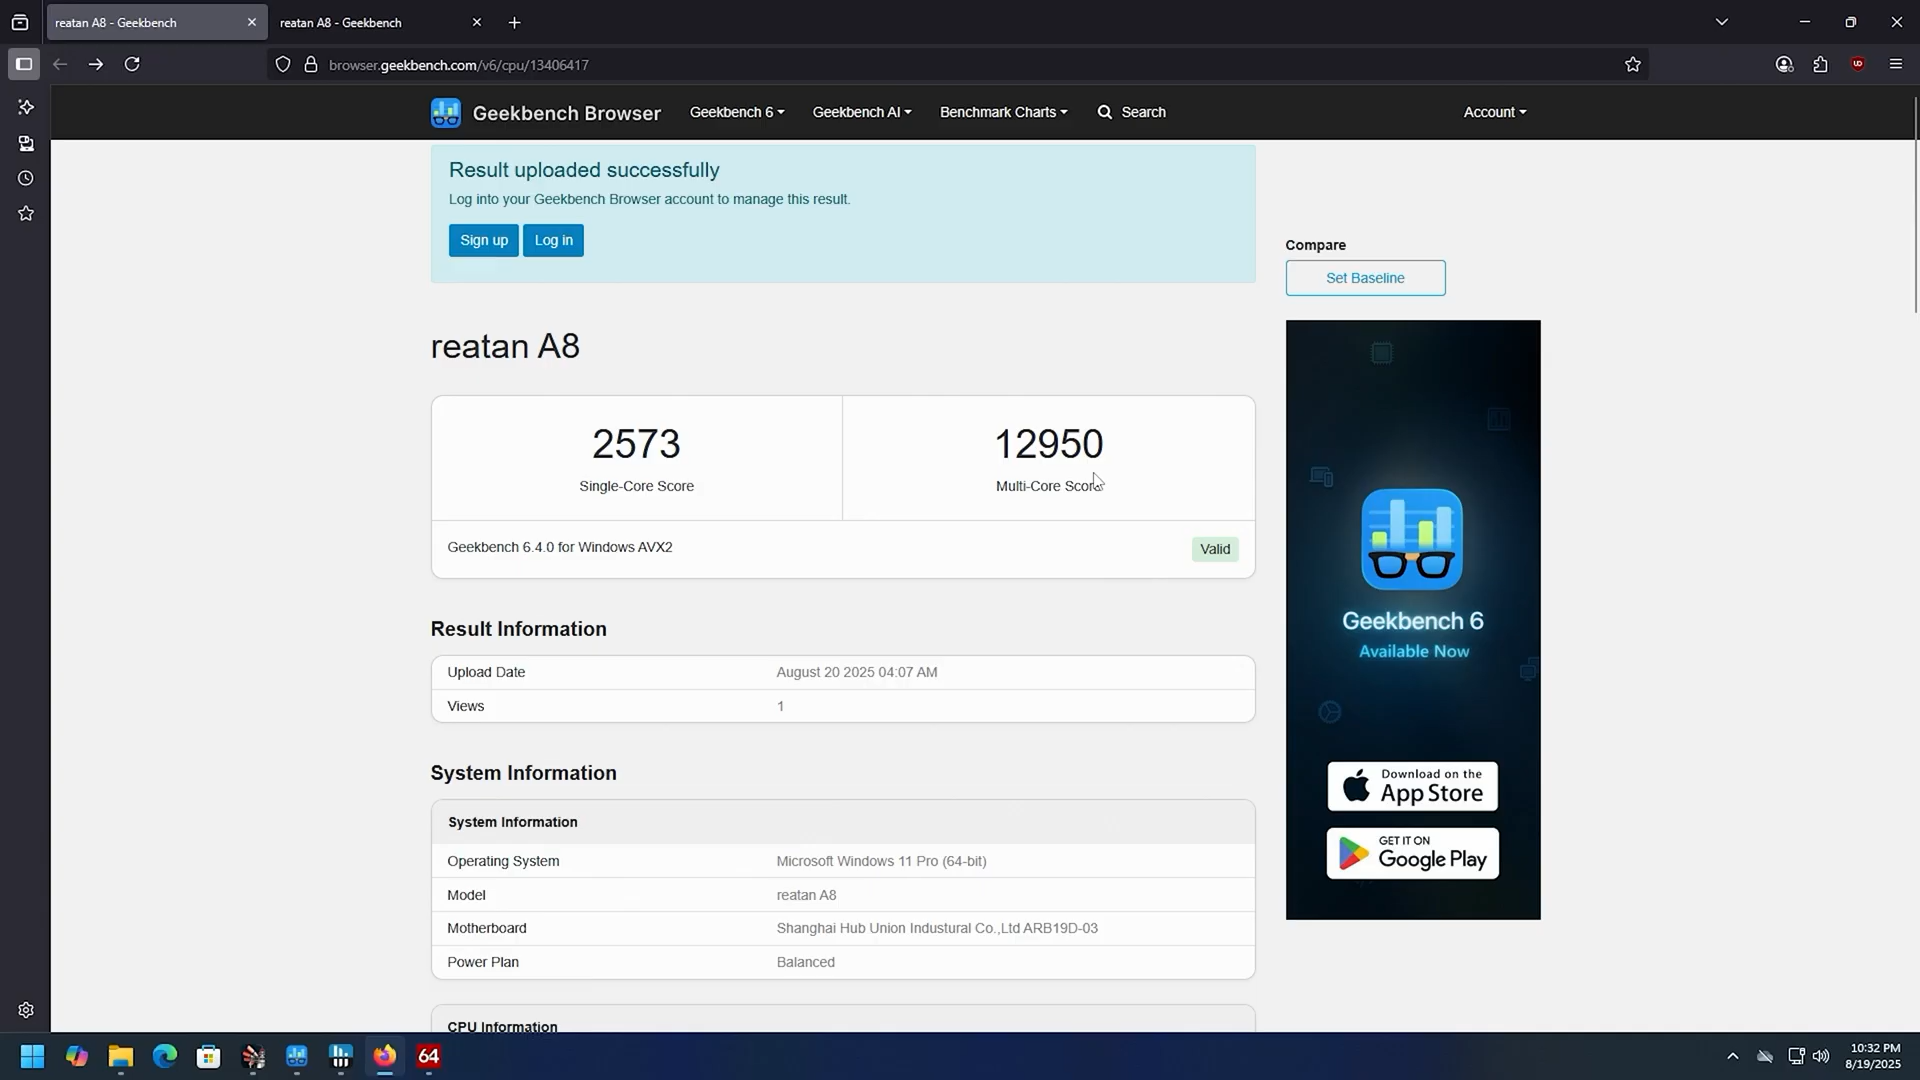 reatan A8 - Geekbench
reatan A8 - Geekbench
browser.geekbench.com/v6/cpu/13406417
Geekbench Browser
Geekbench 6
Geekbench AI
Benchmark Charts
Search
Account
Result uploaded successfully
Log into your Geekbench Browser account to manage this result.
Sign up
Log in
Compare
Set Baseline
reatan A8
2573
12950
Single-Core Score
Multi-Core Score
Geekbench 6.4.0 for Windows AVX2
Valid
Geekbench 6
Available Now
Result Information
Upload Date
August 20 2025 04:07 AM
Views
1
System Information
Download on the
App Store
GET IT ON
Google Play
System Information
Operating System
Microsoft Windows 11 Pro (64-bit)
Model
reatan A8
Motherboard
Shanghai Hub Union Industural Co.,Ltd ARB19D-03
Power Plan
Balanced
CPU Information
64
10:32 PM
8/19/2025